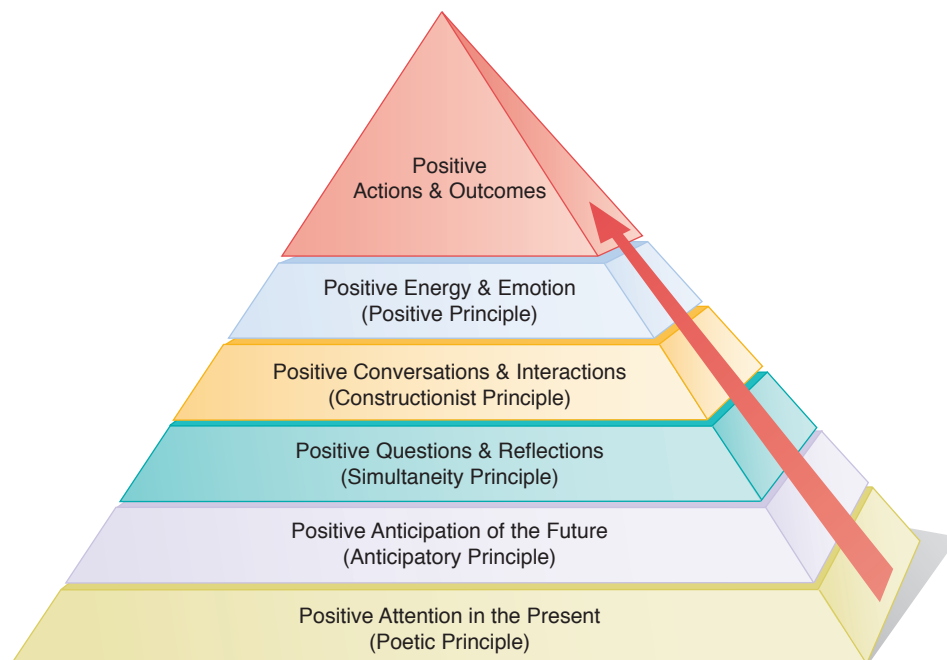 Positive
Actions & Outcomes
Positive Energy & Emotion
(Positive Principle)
Positive Conversations & Interactions
(Constructionist Principle)
Positive Questions & Reflections
(Simultaneity Principle)
Positive Anticipation of the Future
(Anticipatory Principle)
Positive Attention in the Present
(Poetic Principle)